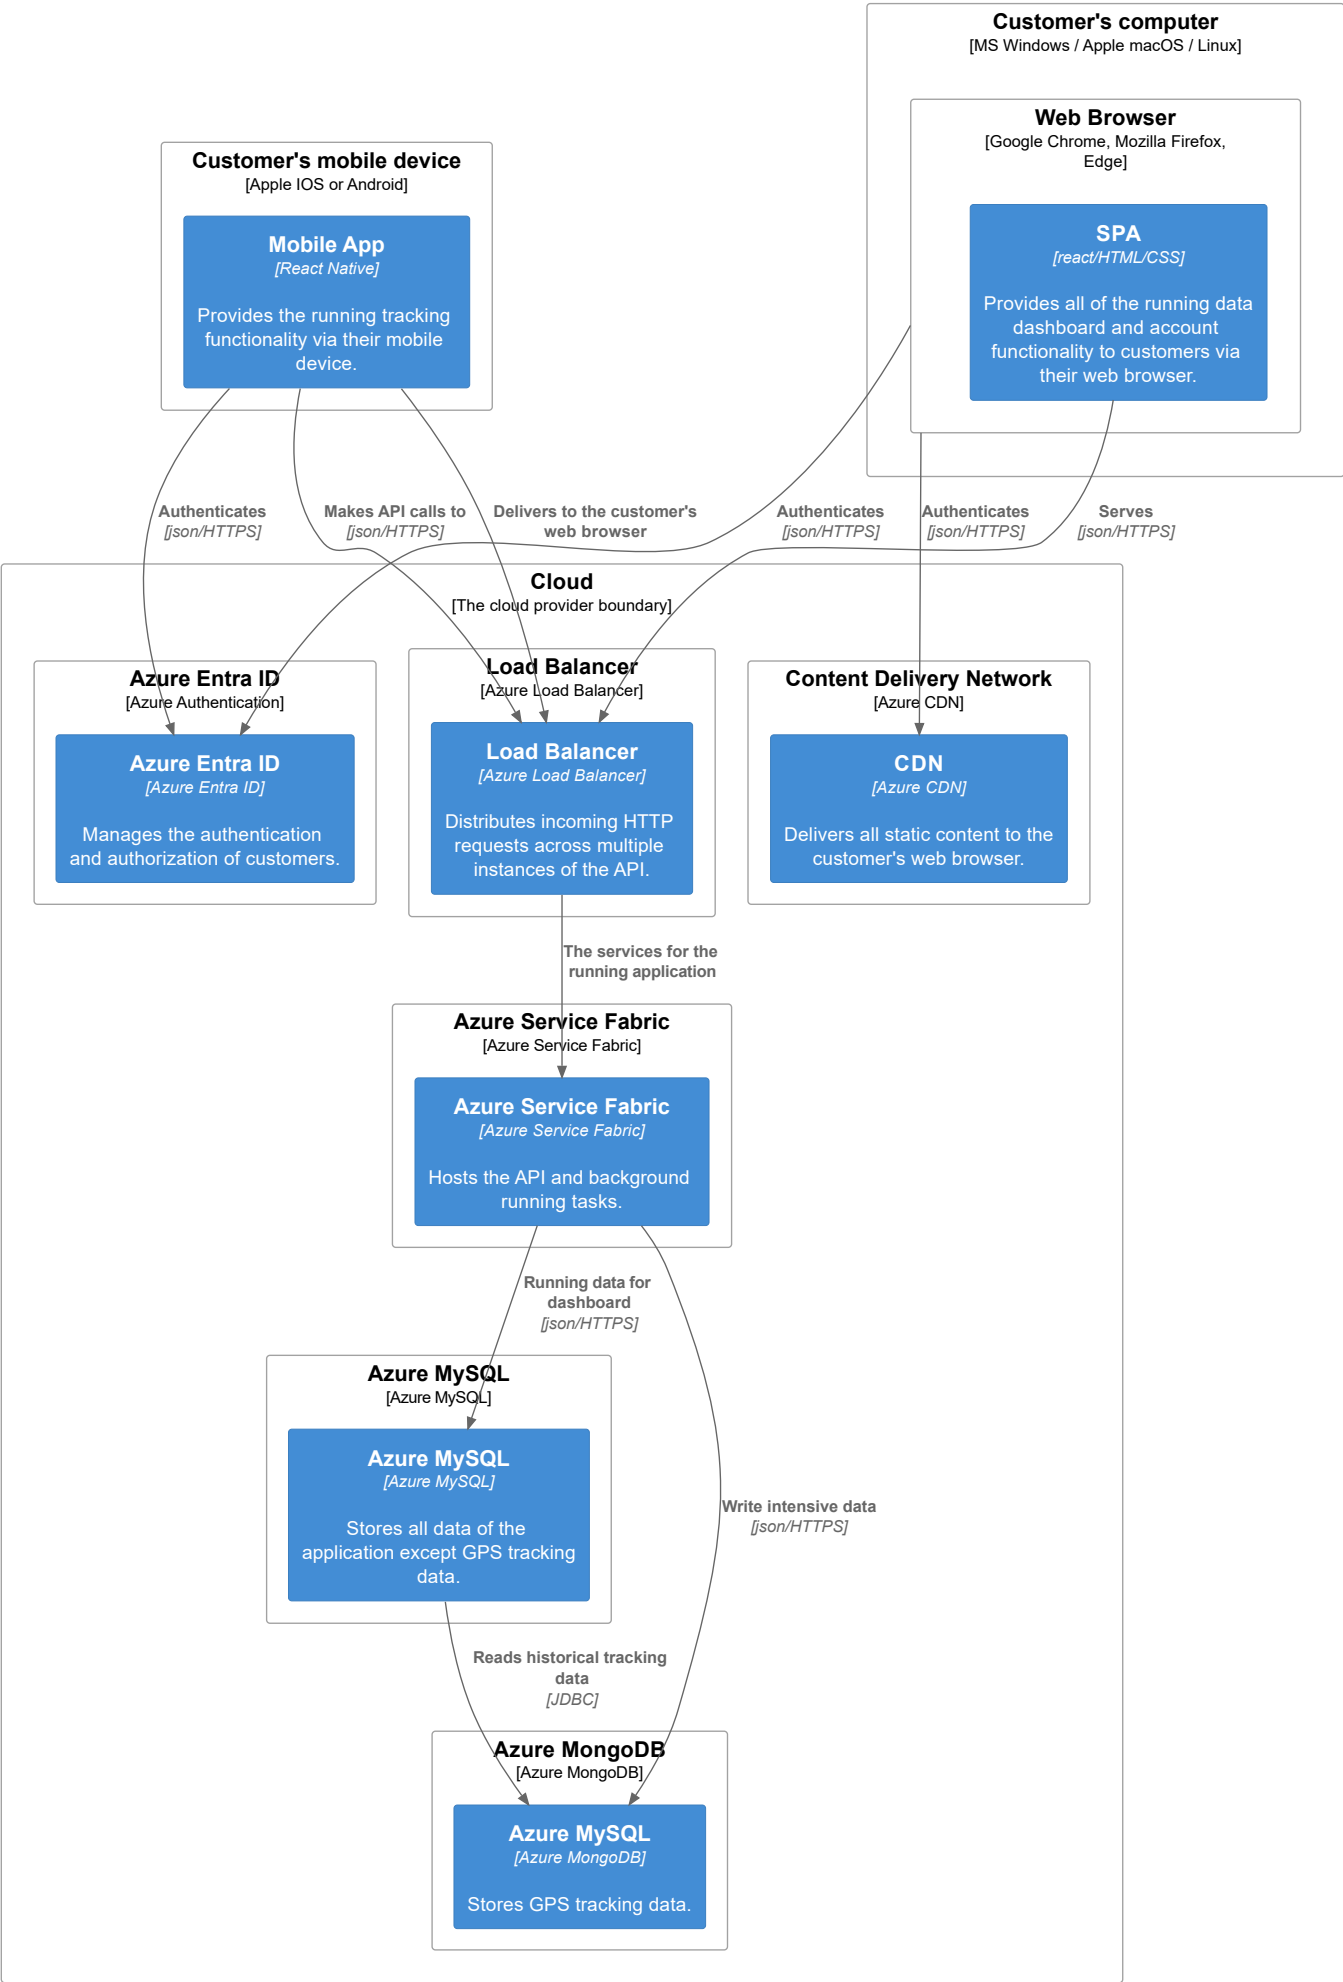 Customer's computer
[MS Windows / Apple macOS / Linux]
Web Browser
[Google Chrome, Mozilla Firefox,
Edge]
SPA
[react/HTML/CSS]
Provides all of the running data
dashboard and account
functionality to customers via
their web browser.
Customer's mobile device
[Apple IOS or Android]
Mobile App
[React Native]
Provides the running tracking
functionality via their mobile
device.
Authenticates
[json/HTTPS]
Makes API calls to
[json/HTTPS]
Delivers to the customer's
web browser
Authenticates
[json/HTTPS]
Authenticates
[json/HTTPS]
Serves
[json/HTTPS]
Cloud
[The cloud provider boundary]
Azure Entra ID
[Azure Authentication]
Azure Entra ID
[Azure Entra ID]
Manages the authentication
and authorization of customers.
Load Balancer
[Azure Load Balancer]
Load Balancer
[Azure Load Balancer]
Distributes incoming HTTP
requests across multiple
instances of the API.
Content Delivery Network
[Azure CDN]
CDN
[Azure CDN]
Delivers all static content to the
customer's web browser.
The services for the
running application
Azure Service Fabric
[Azure Service Fabric]
Azure Service Fabric
[Azure Service Fabric]
Hosts the API and background
running tasks.
Running data for
dashboard
[json/HTTPS]
Azure MySQL
[Azure MySQL]
Azure MySQL
[Azure MySQL]
Stores all data of the
application except GPS tracking
data.
Write intensive data
[json/HTTPS]
Reads historical tracking
data
[JDBC]
Azure MongoDB
[Azure MongoDB]
Azure MySQL
[Azure MongoDB]
Stores GPS tracking data.